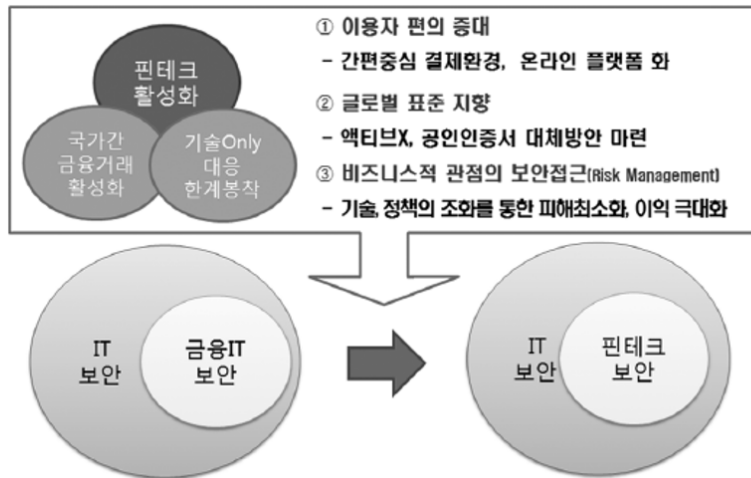 핀테크
활성화
국가간
금융거래
활성화
기술Only
대응
한계봉착
① 이용자 편의 증대
- 간편중심 결제환경, 온라인 플랫폼 화
② 글로벌 표준 지향
- 액티브X, 공인인증서 대체방안 마련
③ 비즈니스적 관점의 보안접근(Risk Management)
- 기술, 정책의 조화를 통한 피해최소화, 이익 극대화
IT
보안
금융IT
보안
IT
보안
핀테크
보안